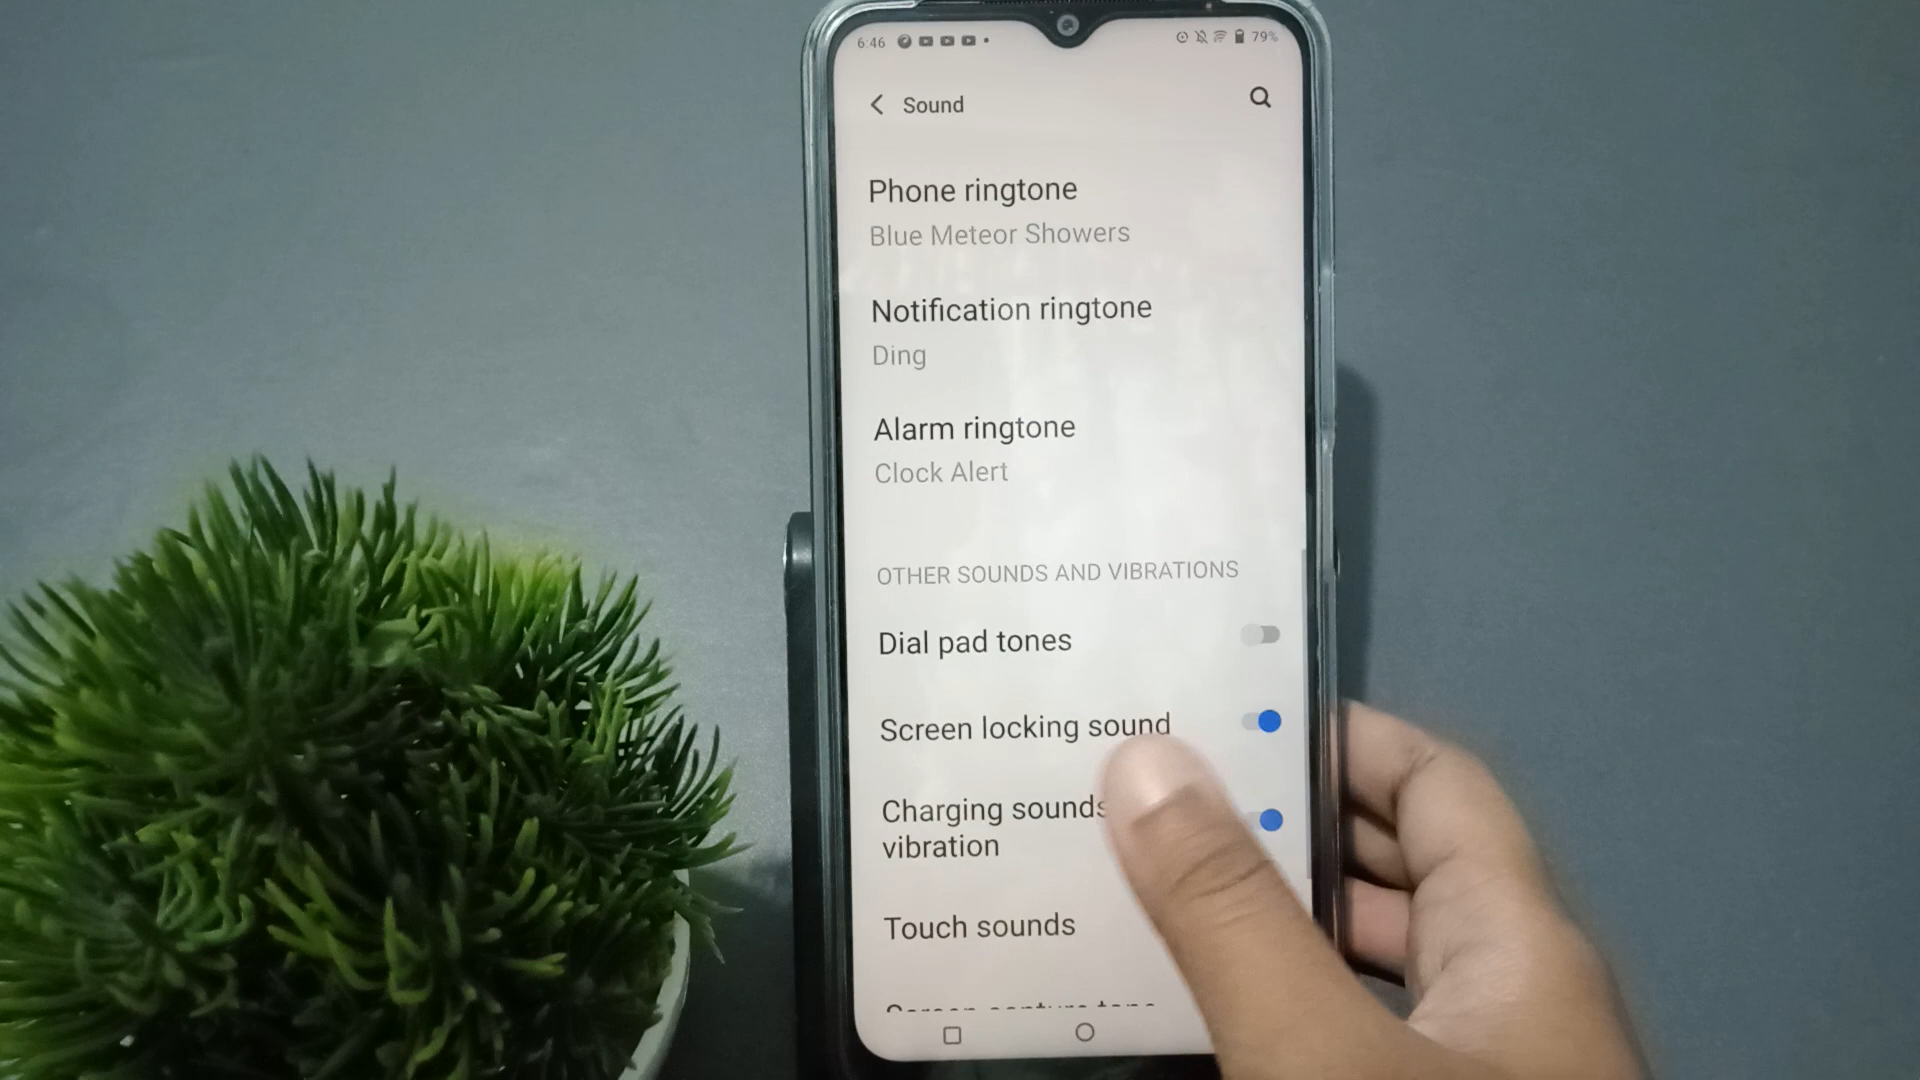 6:46
79%
Sound
Phone ringtone
Blue Meteor Showers
Notification ringtone
Ding
Alarm ringtone
Clock Alert
OTHER SOUNDS AND VIBRATIONS
Dial pad tones
Screen locking sound
Charging sounds
vibration
Touch sounds